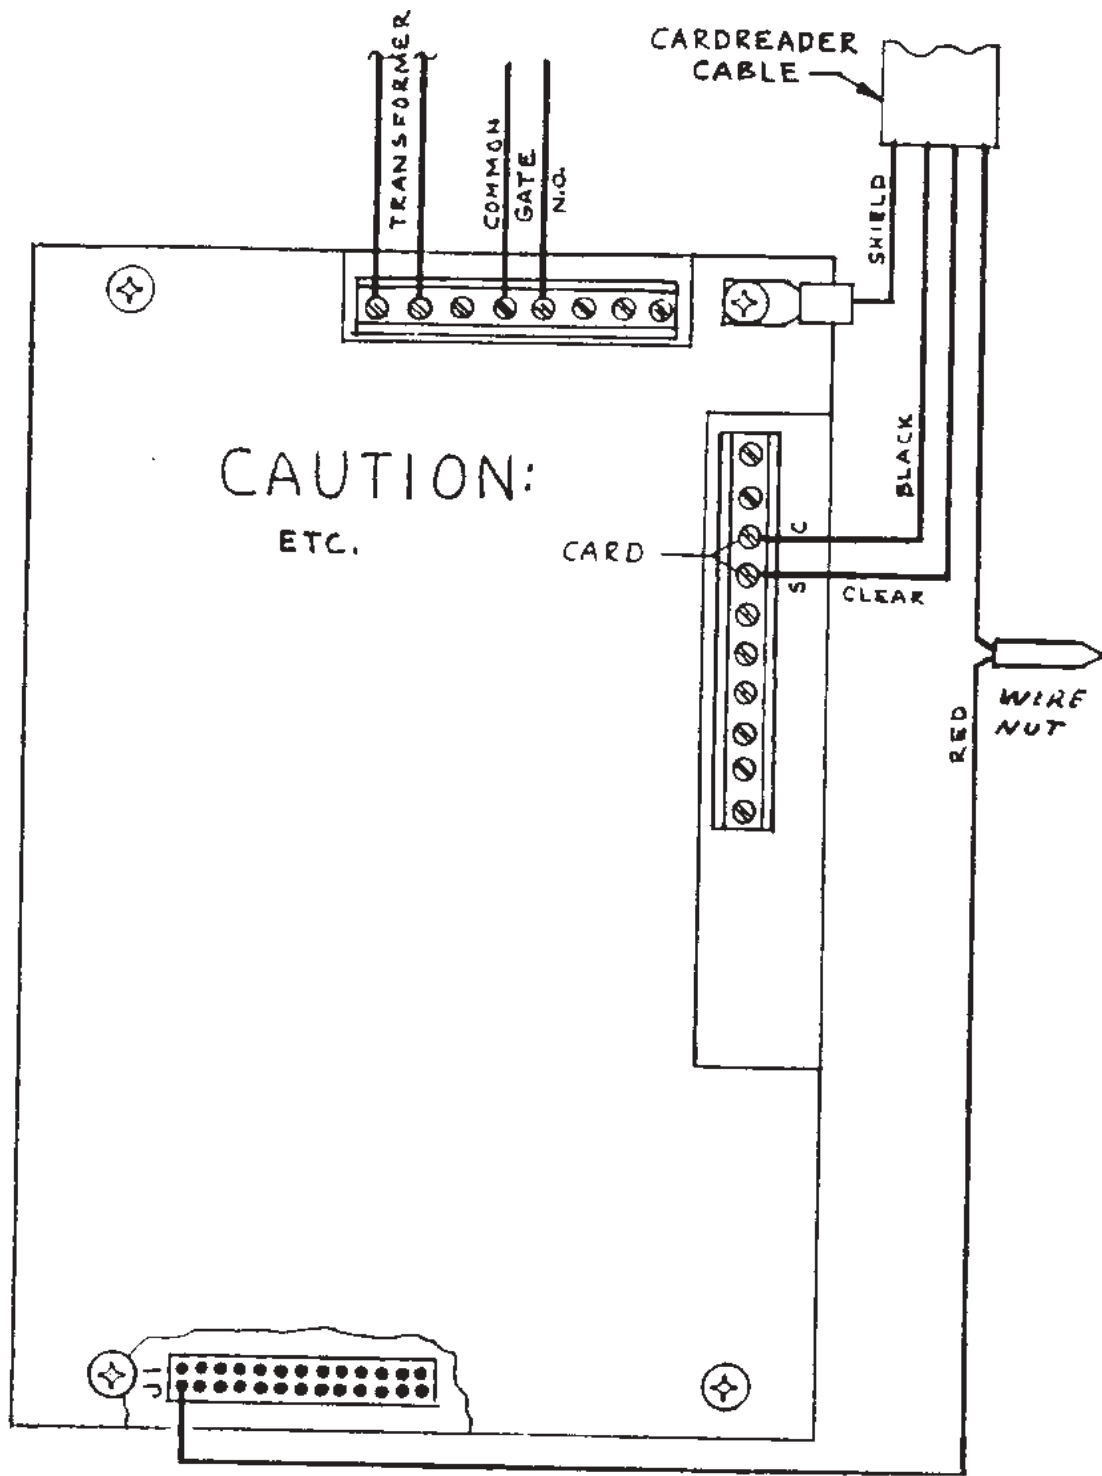 CARDREADER
CABLE
TRANSFORMER
COMMON
GATE
N.O.
SHIELD
BLACK
CAUTION:
ETC.
CARD
C
S
CLEAR
WIRE
NUT
RED
J1